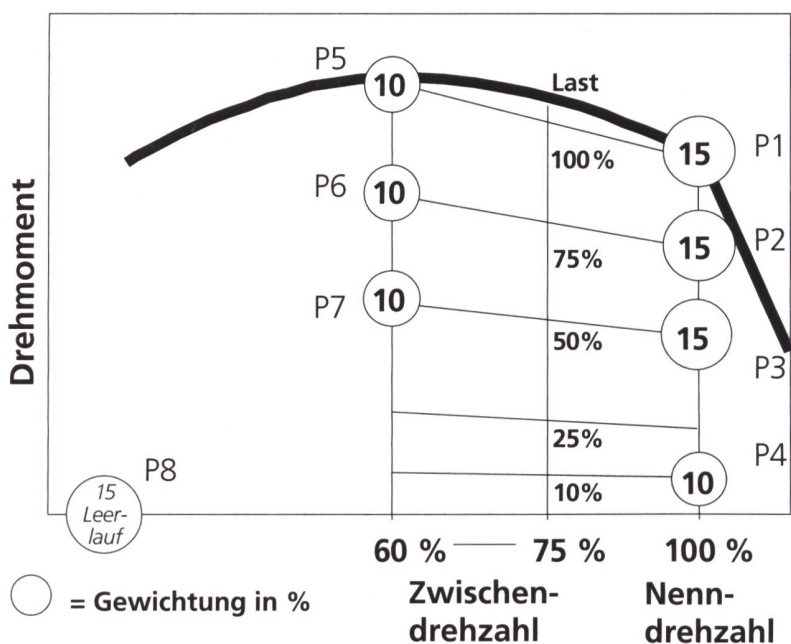 Drehmoment
P5
10
Last
100%
15
P1
P6
10
75%
15
P2
P7
10
50%
15
P3
25%
P4
10%
10
P8
15
Leer-
lauf
60 % 75 % 100 %
= Gewichtung in %
Zwischen-
drehzahl
Nenn-
drehzahl